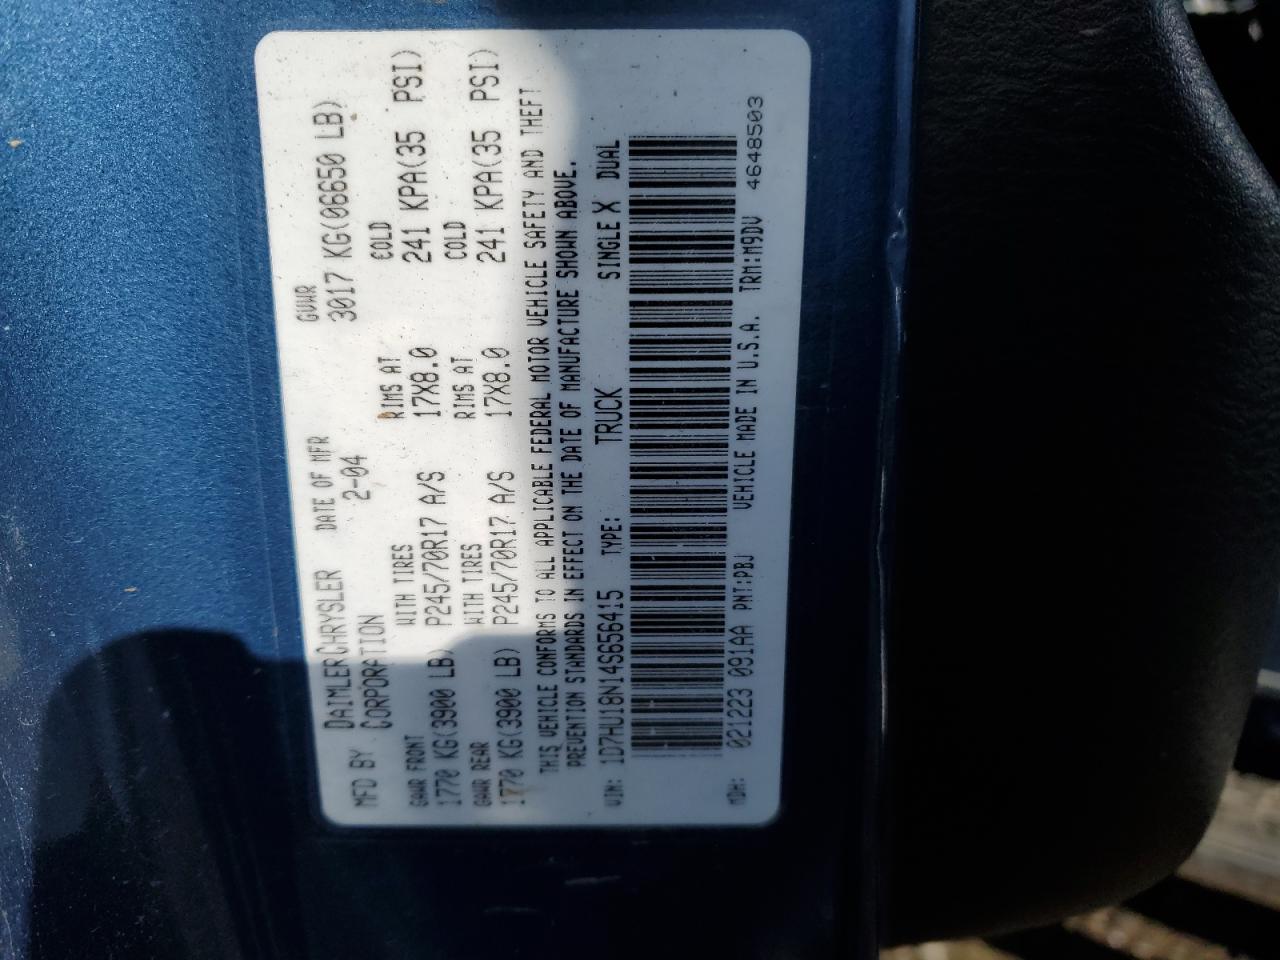 MFD BY DAIMLERCHRYSLER CORPORATION DATE OF MFR 2-04 GVWR 3017 KG(06650 LB)
GAWR FRONT WITH TIRES RIMS AT COLD
1770 KG(3900 LB) P245/70R17 A/S 17X8.0 241 KPA(35 PSI)
GAWR REAR WITH TIRES RIMS AT COLD
1770 KG(3900 LB) P245/70R17 A/S 17X8.0 241 KPA(35 PSI)
THIS VEHICLE CONFORMS TO ALL APPLICABLE FEDERAL MOTOR VEHICLE SAFETY AND THEFT
PREVENTION STANDARDS IN EFFECT ON THE DATE OF MANUFACTURE SHOWN ABOVE.
VIN: 1D7HU18N14S656415 TYPE: TRUCK SINGLE X DUAL
MDH: 021223 091AA PNT:PBJ VEHICLE MADE IN U.S.A. TRM:M9DV 4648503